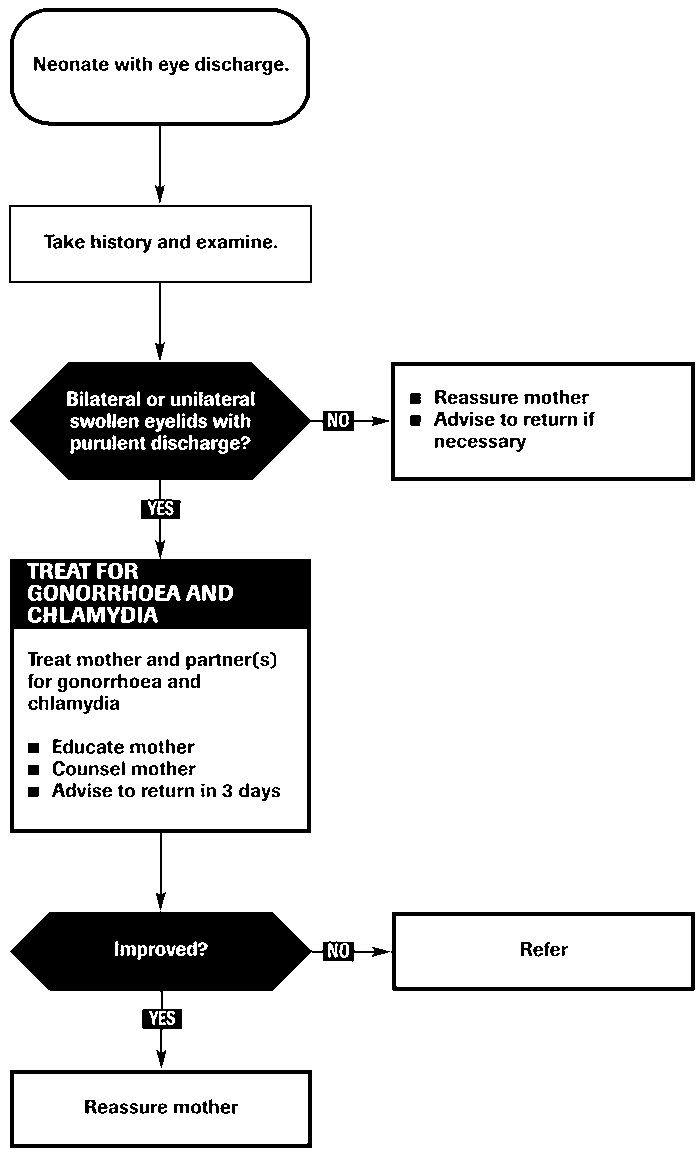 Neonate with eye discharge.
Take history and examine.
Bilateral or unilateral
swollen eyelids with
purulent discharge?
NO
■ Reassure mother
■ Advise to return if
necessary
YES
TREAT FOR
GONORRHOEA AND
CHLAMYDIA
Treat mother and partner(s)
for gonorrhoea and
chlamydia
■ Educate mother
■ Counsel mother
■ Advise to return in 3 days
Improved?
NO
Refer
YES
Reassure mother